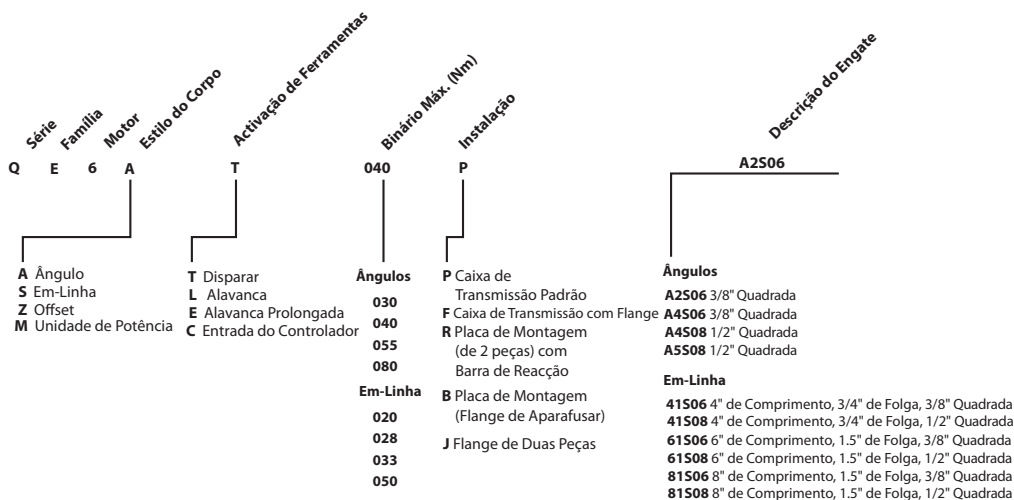 Série
Família
Motor
Estilo do Corpo
Activação de Ferramentas
Binário Máx. (Nm)
Instalação
Descrição do Engate
Q E 6 A T 040 P A2S06
A Ângulo
S Em-Linha
Z Offset
M Unidade de Potência
T Disparar
L Alavanca
E Alavanca Prolongada
C Entrada do Controlador
Ângulos
030
040
055
080
Em-Linha
020
028
033
050
P Caixa de
Transmissão Padrão
F Caixa de Transmissão com Flange
R Placa de Montagem
(de 2 peças) com
Barra de Reacção
B Placa de Montagem
(Flange de Aparafusar)
J Flange de Duas Peças
Ângulos
A2S06 3/8" Quadrada
A4S06 3/8" Quadrada
A4S08 1/2" Quadrada
A5S08 1/2" Quadrada
Em-Linha
41S06 4" de Comprimento, 3/4" de Folga, 3/8" Quadrada
41S08 4" de Comprimento, 3/4" de Folga, 1/2" Quadrada
61S06 6" de Comprimento, 1.5" de Folga, 3/8" Quadrada
61S08 6" de Comprimento, 1.5" de Folga, 1/2" Quadrada
81S06 8" de Comprimento, 1.5" de Folga, 3/8" Quadrada
81S08 8" de Comprimento, 1.5" de Folga, 1/2" Quadrada